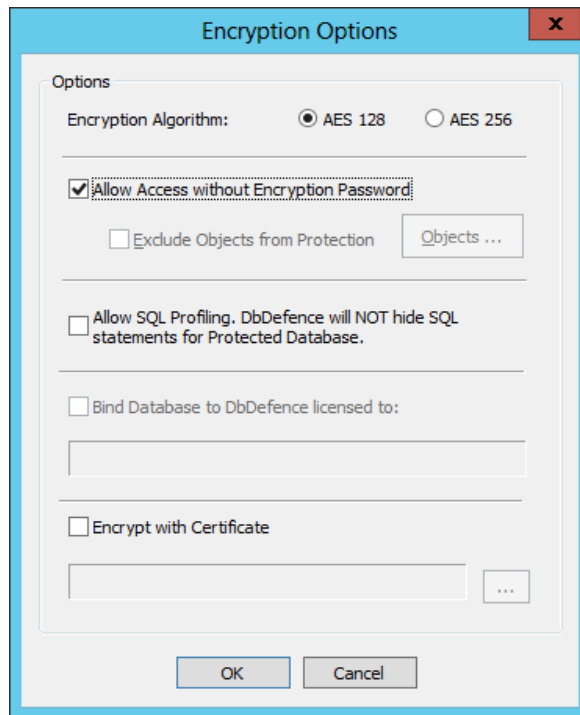 Encryption Options
x
Options
Encryption Algorithm: AES 128 AES 256
Allow Access without Encryption Password
Exclude Objects from Protection Objects ...
Allow SQL Profiling. DbDefence will NOT hide SQL
statements for Protected Database.
Bind Database to DbDefence licensed to:
Encrypt with Certificate
...
OK Cancel